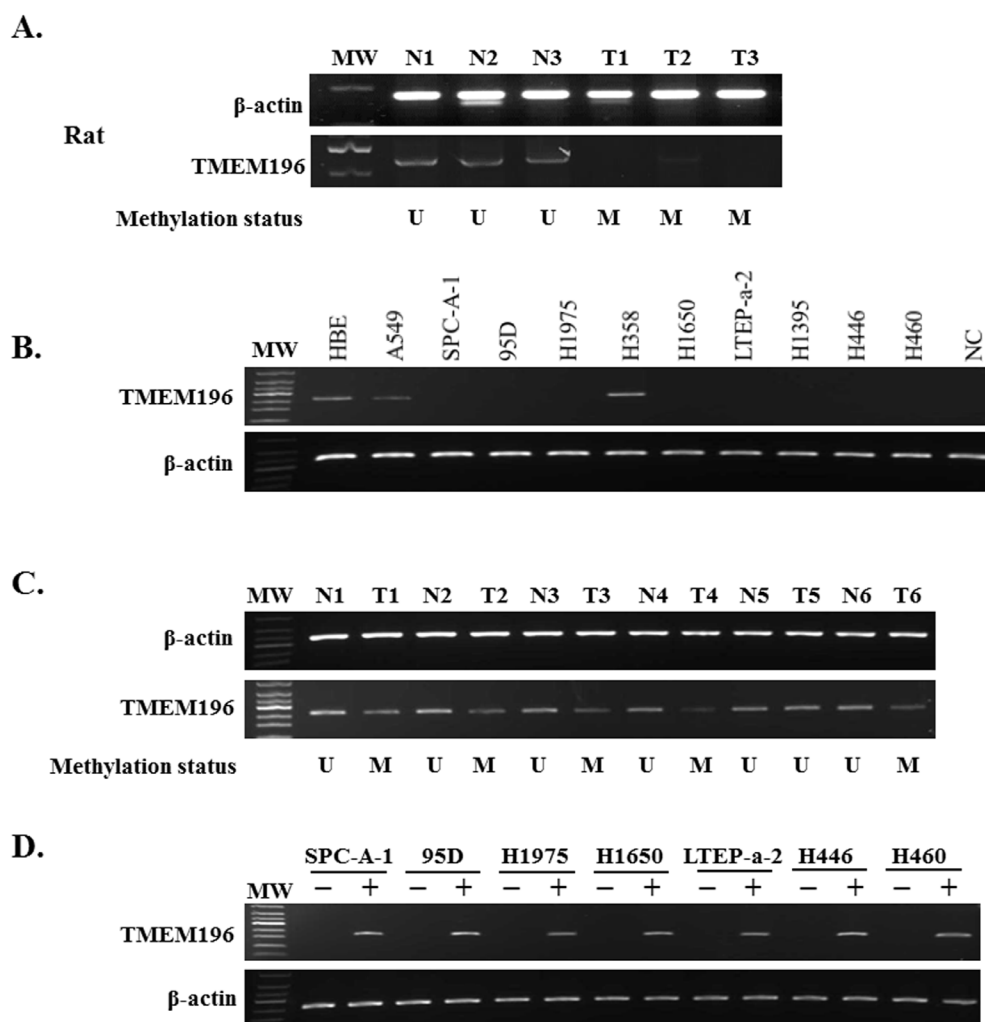 A.
MW N1 N2 N3 T1 T2 T3
β-actin
Rat
TMEM196
Methylation status U U U M M M
B.
MW HBE A549 SPC-A-1 95D H1975 H358 H1650 LTEP-a-2 H1395 H446 H460 NC
TMEM196
β-actin
C.
MW N1 T1 N2 T2 N3 T3 N4 T4 N5 T5 N6 T6
β-actin
TMEM196
Methylation status U M U M U M U M U U U M
D.
SPC-A-1 95D H1975 H1650 LTEP-a-2 H446 H460
MW − + − + − + − + − + − + − +
TMEM196
β-actin